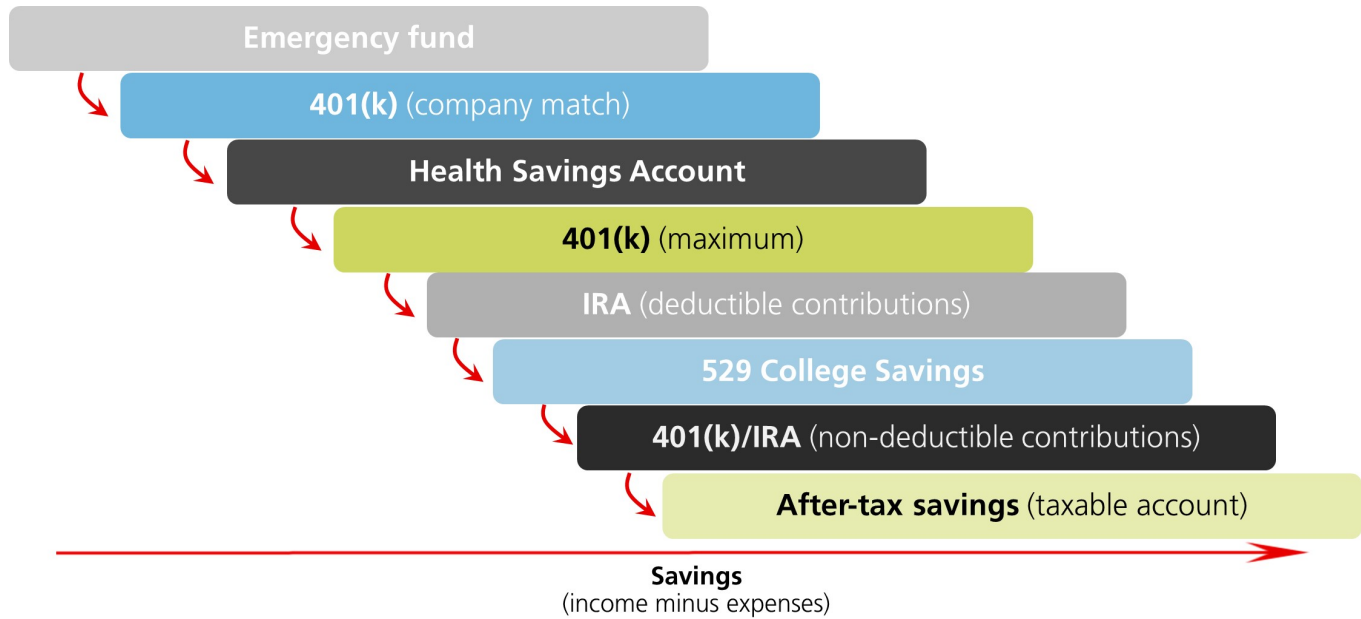 Emergency fund
401(k) (company match)
Health Savings Account
401(k) (maximum)
IRA (deductible contributions)
529 College Savings
401(k)/IRA (non-deductible contributions)
After-tax savings (taxable account)
Savings
(income minus expenses)